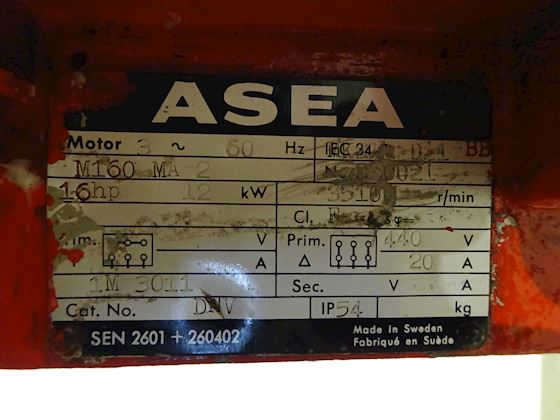 ASEA
Motor 3 ~ 60 Hz IEC 34
M160 MA 2
16hp 12 kW 3510 r/min
Cl. F φ=
V Prim. 440 V
A Δ 20 A
1M 3011 Sec. V A
Cat. No. DNV IP54 kg
SEN 2601 + 260402 Made in Sweden
Fabriqué en Suède